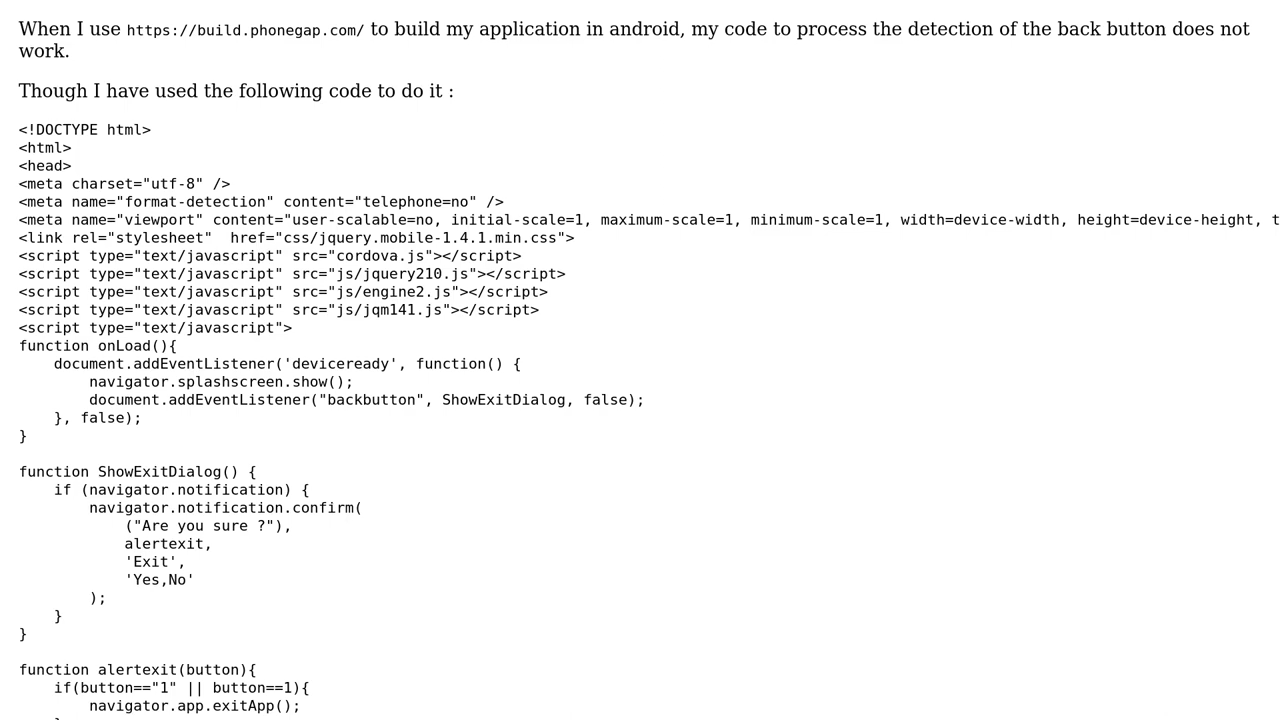 When I use https://build.phonegap.com/ to build my application in android, my code to process the detection of the back button does not
work.
Though I have used the following code to do it :
<!DOCTYPE html>
<html>
<head>
<meta charset="utf-8" />
<meta name="format-detection" content="telephone=no" />
<meta name="viewport" content="user-scalable=no, initial-scale=1, maximum-scale=1, minimum-scale=1, width=device-width, height=device-height, t
<link rel="stylesheet"  href="css/jquery.mobile-1.4.1.min.css">
<script type="text/javascript" src="cordova.js"></script>
<script type="text/javascript" src="js/jquery210.js"></script>
<script type="text/javascript" src="js/engine2.js"></script>
<script type="text/javascript" src="js/jqm141.js"></script>
<script type="text/javascript">
function onLoad(){
    document.addEventListener('deviceready', function() {
        navigator.splashscreen.show();
        document.addEventListener("backbutton", ShowExitDialog, false);
    }, false);
}
function ShowExitDialog() {
    if (navigator.notification) {
        navigator.notification.confirm(
            ("Are you sure ?"),
            alertexit,
            'Exit',
            'Yes,No'
        );
    }
}
function alertexit(button){
    if(button=="1" || button==1){
        navigator.app.exitApp();